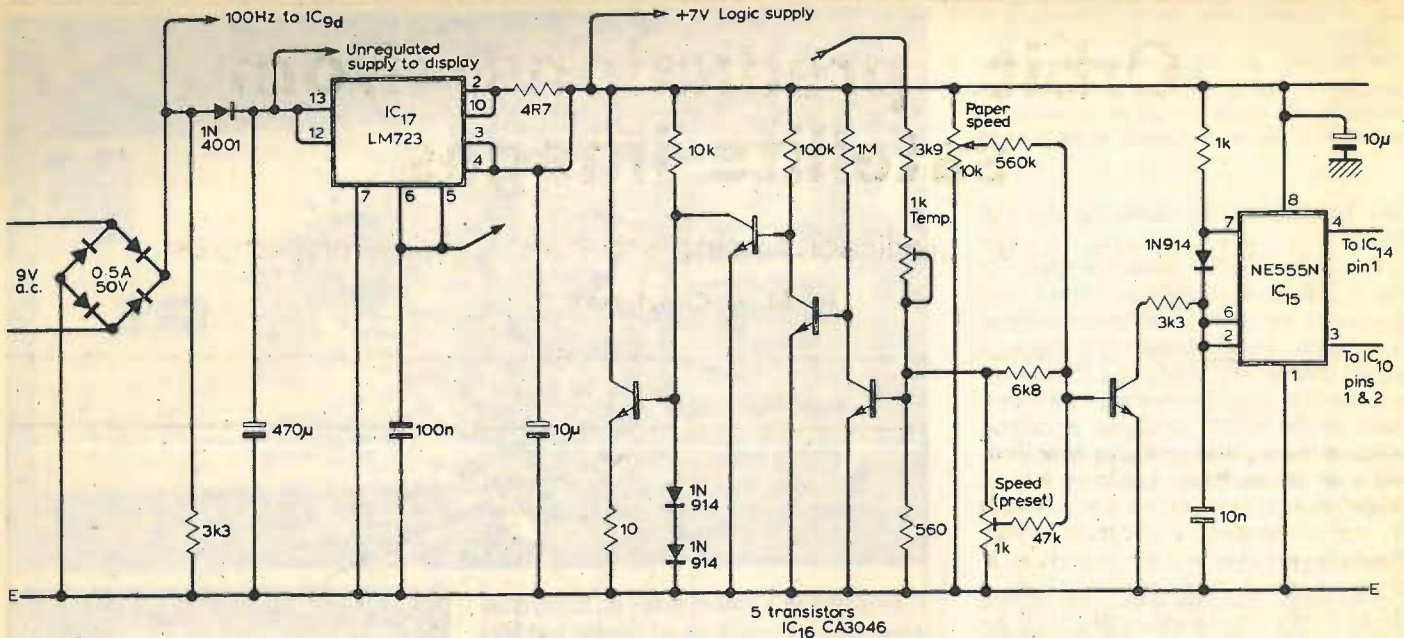 100Hz to IC9d
+7V Logic supply
Unregulated
supply to display
13
12
IC17
LM723
2
10
3
4
7
6
5
1N
4001
4R7
9V
a.c.
0.5A
50V
3k3
470µ
100n
10µ
10k
100k
1M
3k9
1k
Temp.
Paper
speed
10k
560k
1k
10µ
8
7
4
To IC14
pin 1
1N914
NE555N
IC15
3k3
6
2
3
To IC10
pins
1 & 2
1
6k8
10
1N
914
1N
914
560
Speed
(preset)
1k
47k
10n
E
E
5 transistors
IC16 CA3046